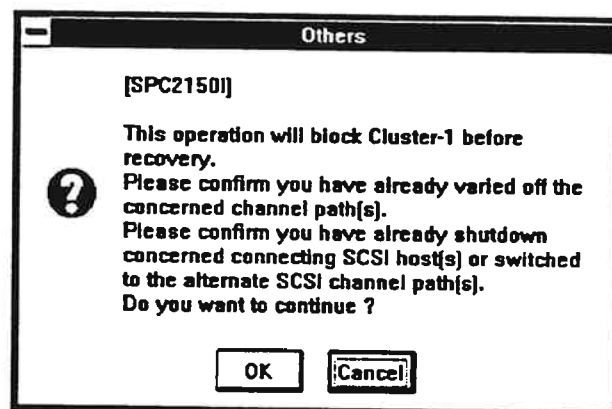 Others
[SPC2150I]
This operation will block Cluster-1 before
recovery.
Please confirm you have already varied off the
concerned channel path(s).
Please confirm you have already shutdown
concerned connecting SCSI host(s) or switched
to the alternate SCSI channel path(s).
Do you want to continue ?
OK Cancel